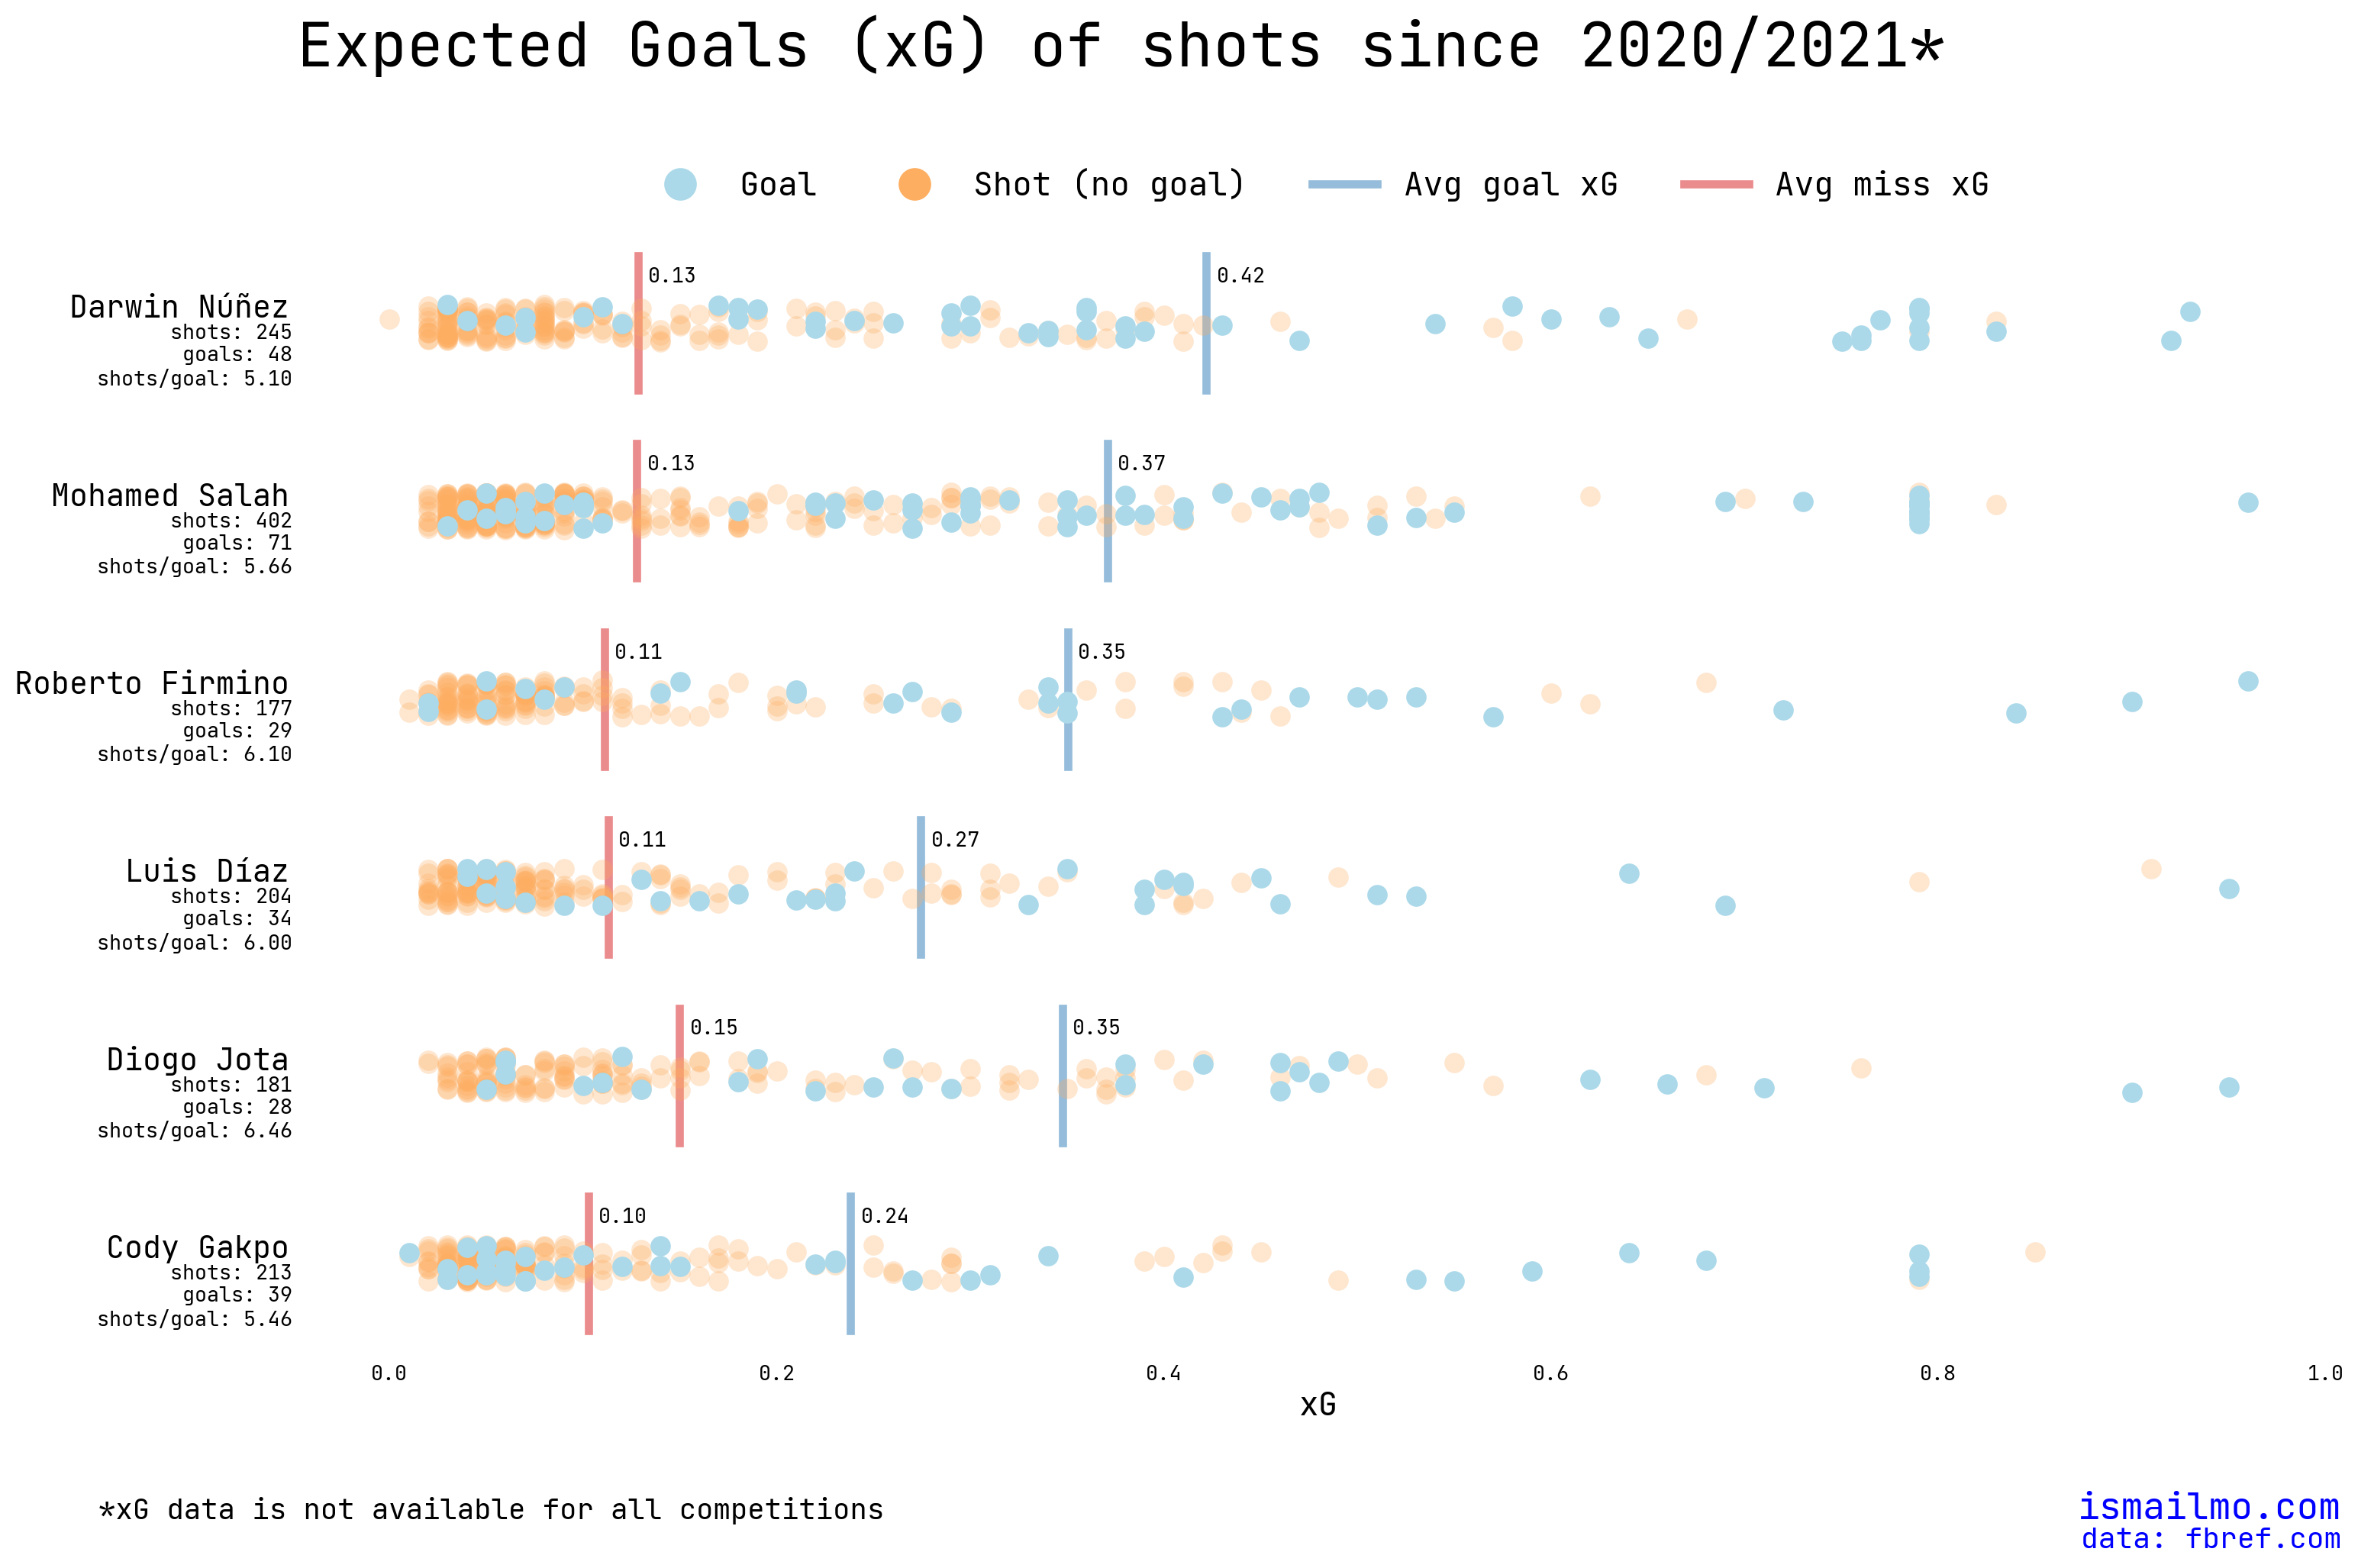 Expected Goals (xG) of shots since 2020/2021*
Goal Shot (no goal) Avg goal xG Avg miss xG
0.13 0.42
Darwin Núñez
shots: 245
goals: 48
shots/goal: 5.10
0.13 0.37
Mohamed Salah
shots: 402
goals: 71
shots/goal: 5.66
0.11 0.35
Roberto Firmino
shots: 177
goals: 29
shots/goal: 6.10
0.11 0.27
Luis Díaz
shots: 204
goals: 34
shots/goal: 6.00
0.15 0.35
Diogo Jota
shots: 181
goals: 28
shots/goal: 6.46
0.10 0.24
Cody Gakpo
shots: 213
goals: 39
shots/goal: 5.46
0.0 0.2 0.4 0.6 0.8 1.0
xG
*xG data is not available for all competitions
ismailmo.com
data: fbref.com